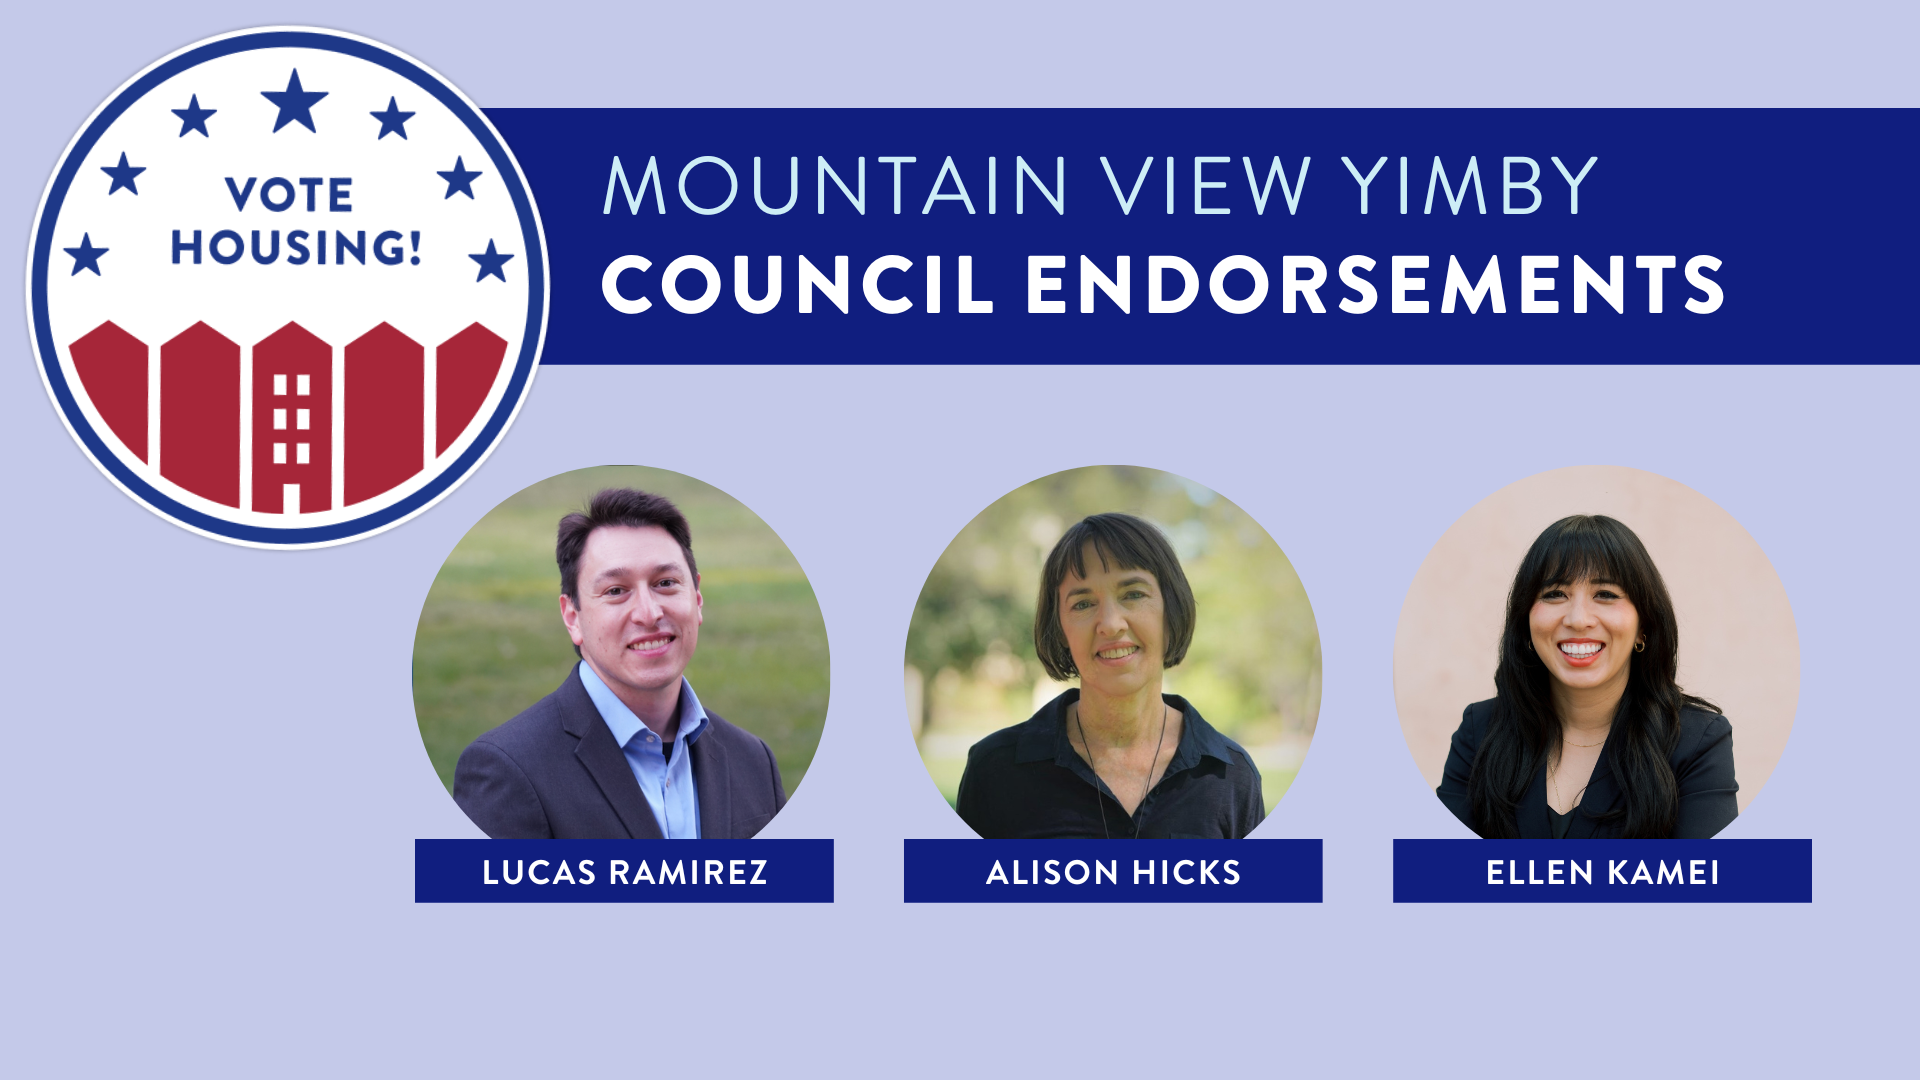 VOTE
HOUSING!
MOUNTAIN VIEW YIMBY
COUNCIL ENDORSEMENTS
LUCAS RAMIREZ
ALISON HICKS
ELLEN KAMEI